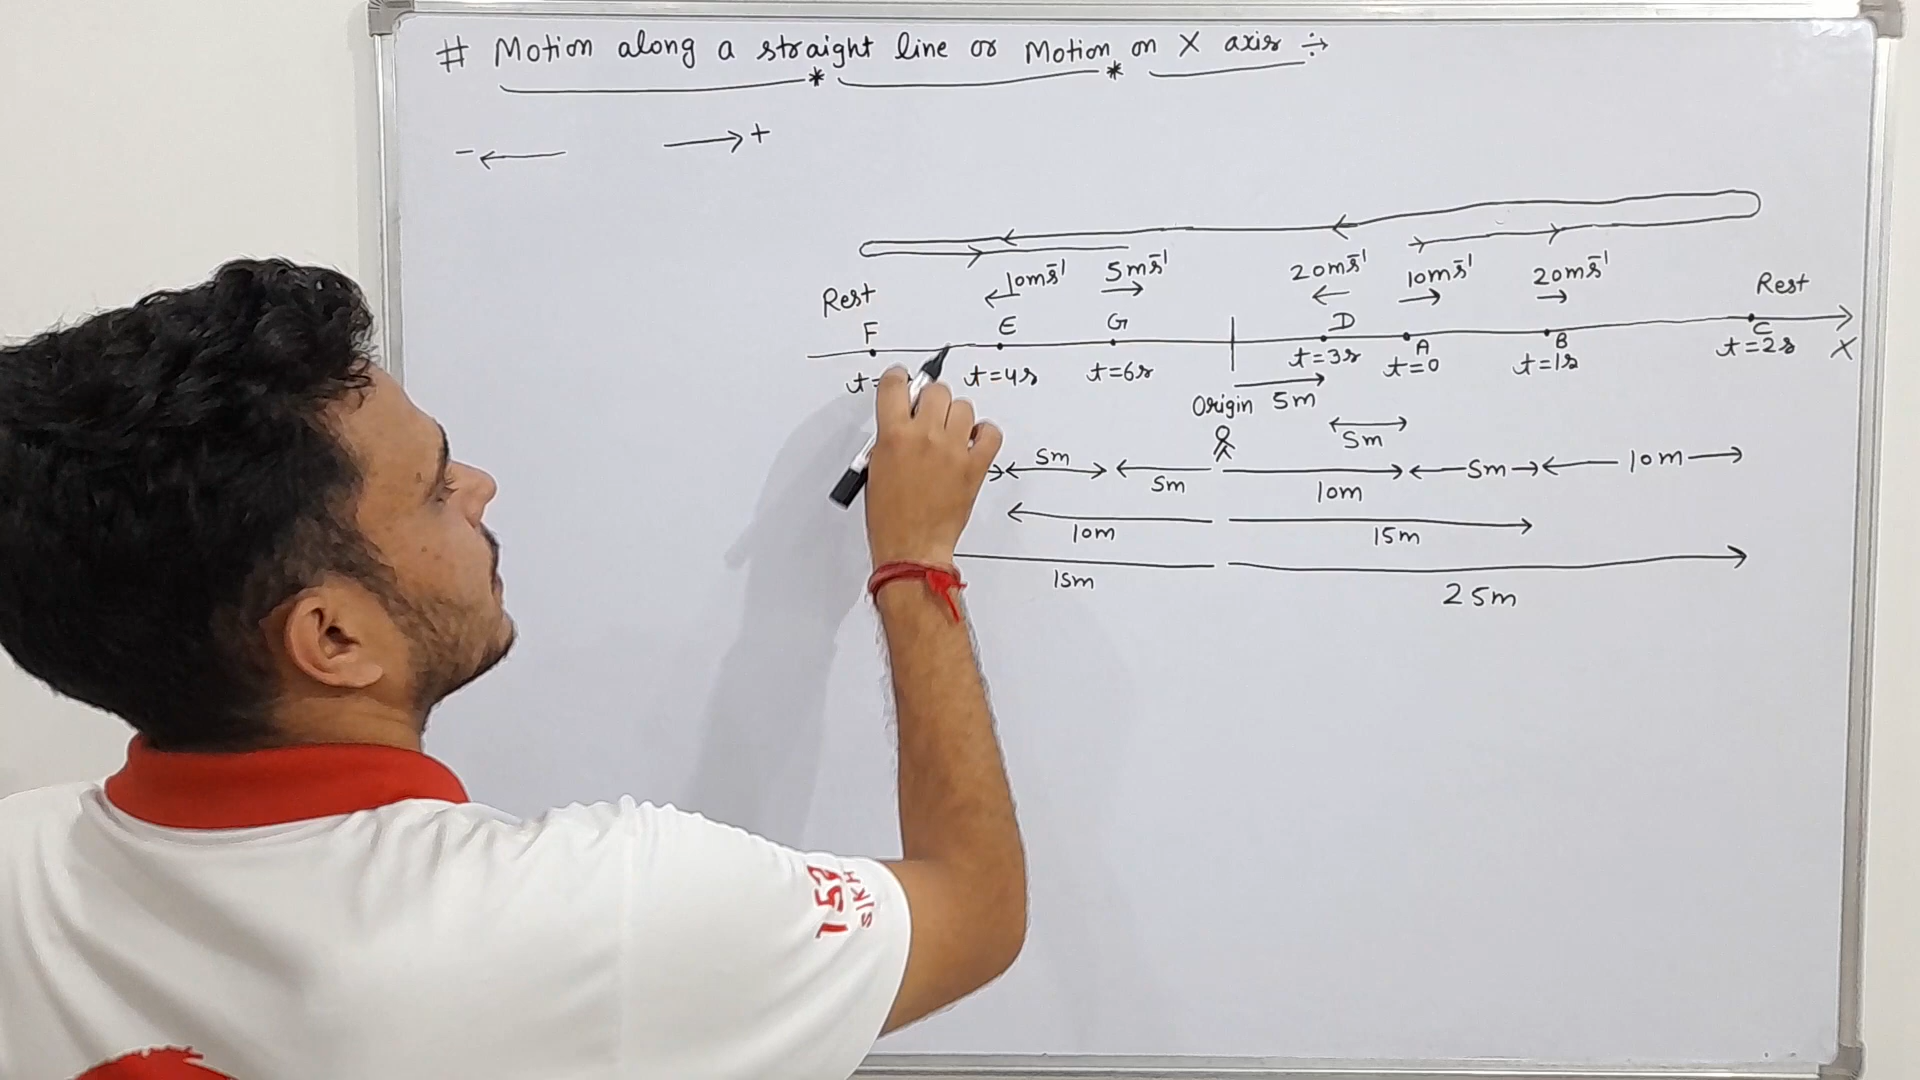 # Motion along a straight line or Motion on X axis ÷
* *
- ← → +
10ms⁻¹ 5ms⁻¹ 20ms⁻¹ 10ms⁻¹ 20ms⁻¹
Rest Rest
F E G D A B C
t= t=4s t=6s t=3s t=0 t=1s t=2s X
Origin 5m
5m
5m 5m 10m 5m 10m
10m 15m
15m 25m
157
SIKH